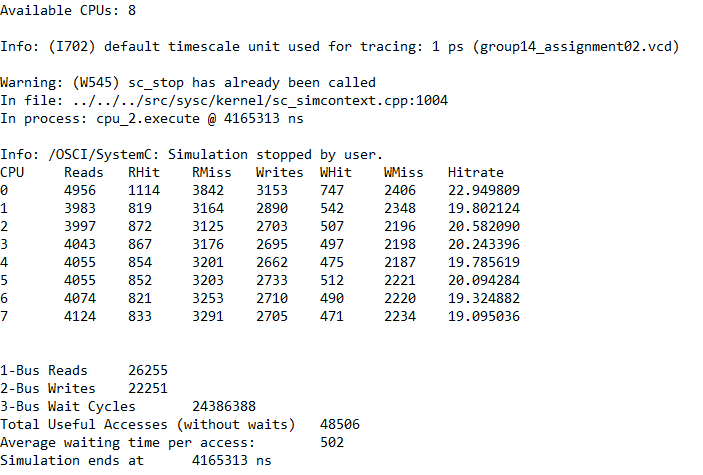 Available CPUs: 8
Info: (I702) default timescale unit used for tracing: 1 ps (group14_assignment02.vcd)
Warning: (W545) sc_stop has already been called
In file: ../../../src/sysc/kernel/sc_simcontext.cpp:1004
In process: cpu_2.execute @ 4165313 ns
Info: /OSCI/SystemC: Simulation stopped by user.
CPU Reads RHit RMiss Writes WHit WMiss Hitrate
0 4956 1114 3842 3153 747 2406 22.949809
1 3983 819 3164 2890 542 2348 19.802124
2 3997 872 3125 2703 507 2196 20.582090
3 4043 867 3176 2695 497 2198 20.243396
4 4055 854 3201 2662 475 2187 19.785619
5 4055 852 3203 2733 512 2221 20.094284
6 4074 821 3253 2710 490 2220 19.324882
7 4124 833 3291 2705 471 2234 19.095036
1-Bus Reads 26255
2-Bus Writes 22251
3-Bus Wait Cycles 24386388
Total Useful Accesses (without waits) 48506
Average waiting time per access: 502
Simulation ends at 4165313 ns